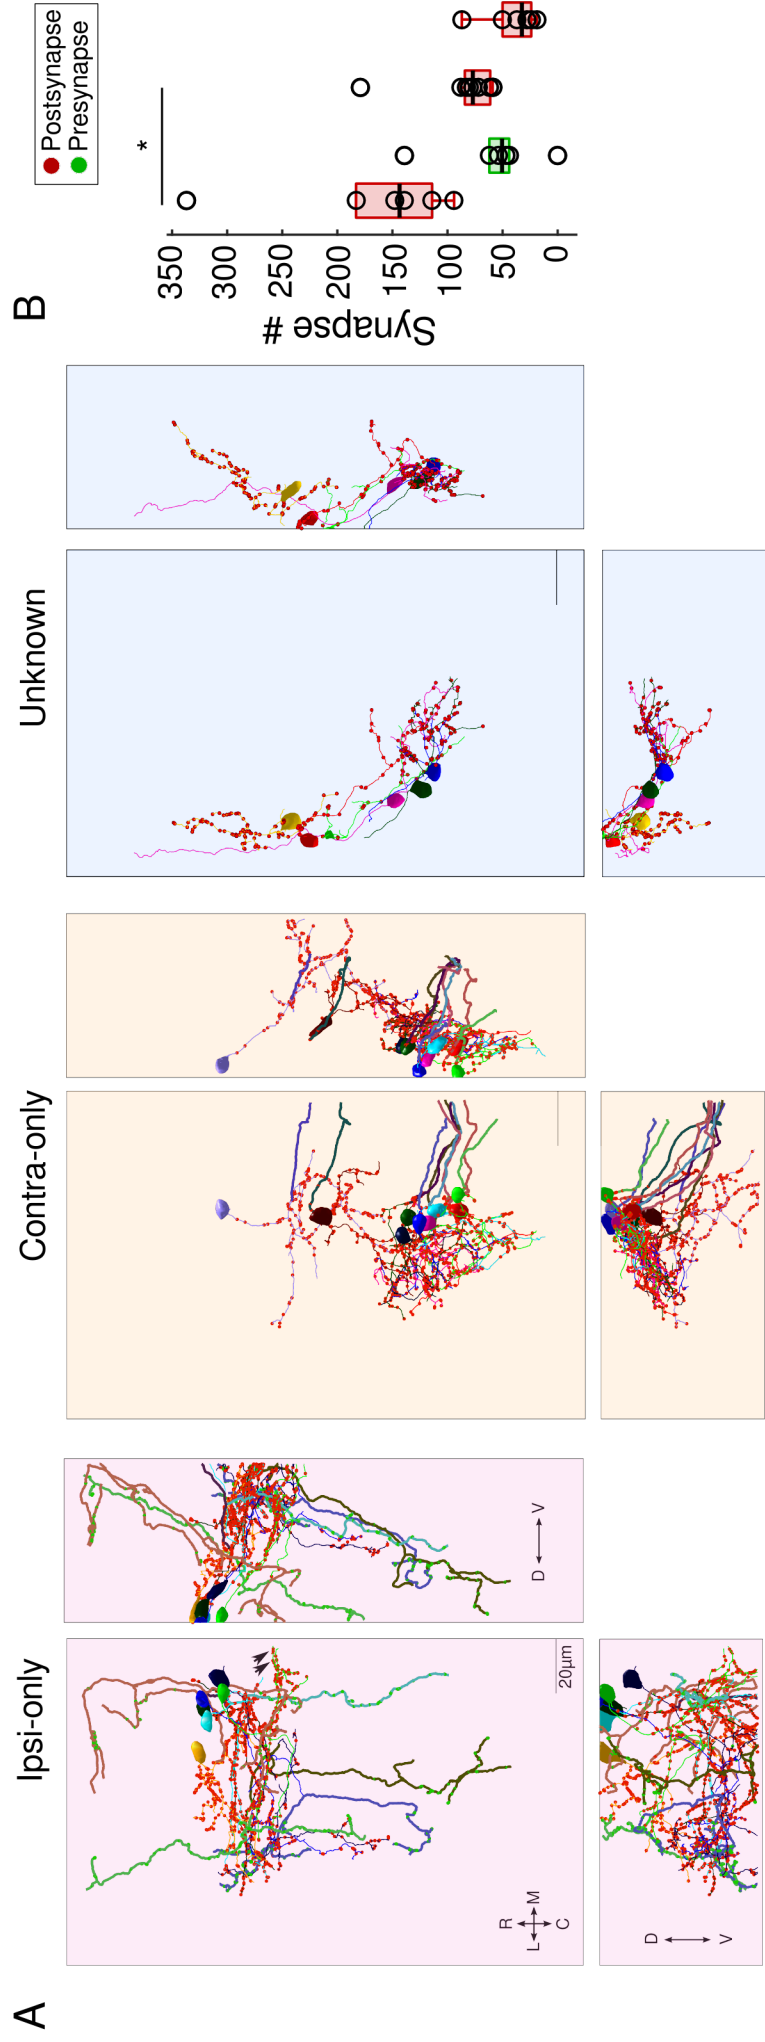 A
Ipsi-only
Contra-only
Unknown
R
L M
C
20µm
D V
D
V
B
Postsynapse
Presynapse
*
Synapse #
350
300
250
200
150
100
50
0